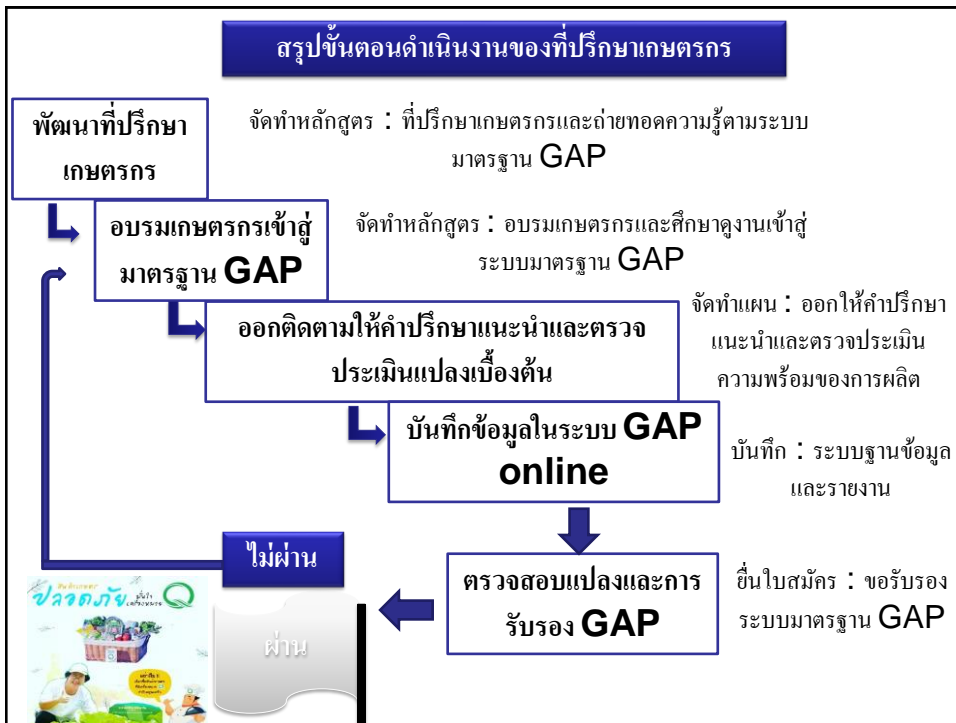 สรุปขั้นตอนดำเนินงานของที่ปรึกษาเกษตรกร
พัฒนาที่ปรึกษา
เกษตรกร
จัดทำหลักสูตร : ที่ปรึกษาเกษตรกรและถ่ายทอดความรู้ตามระบบ
มาตรฐาน GAP
อบรมเกษตรกรเข้าสู่
มาตรฐาน GAP
จัดทำหลักสูตร : อบรมเกษตรกรและศึกษาดูงานเข้าสู่
ระบบมาตรฐาน GAP
ออกติดตามให้คำปรึกษาแนะนำและตรวจ
ประเมินแปลงเบื้องต้น
จัดทำแผน : ออกให้คำปรึกษา
แนะนำและตรวจประเมิน
ความพร้อมของการผลิต
บันทึกข้อมูลในระบบ GAP
online
บันทึก : ระบบฐานข้อมูล
และรายงาน
ไม่ผ่าน
ตรวจสอบแปลงและการ
รับรอง GAP
ยื่นใบสมัคร : ขอรับรอง
ระบบมาตรฐาน GAP
ผ่าน
สินค้าเกษตร
ปลอดภัย
Q